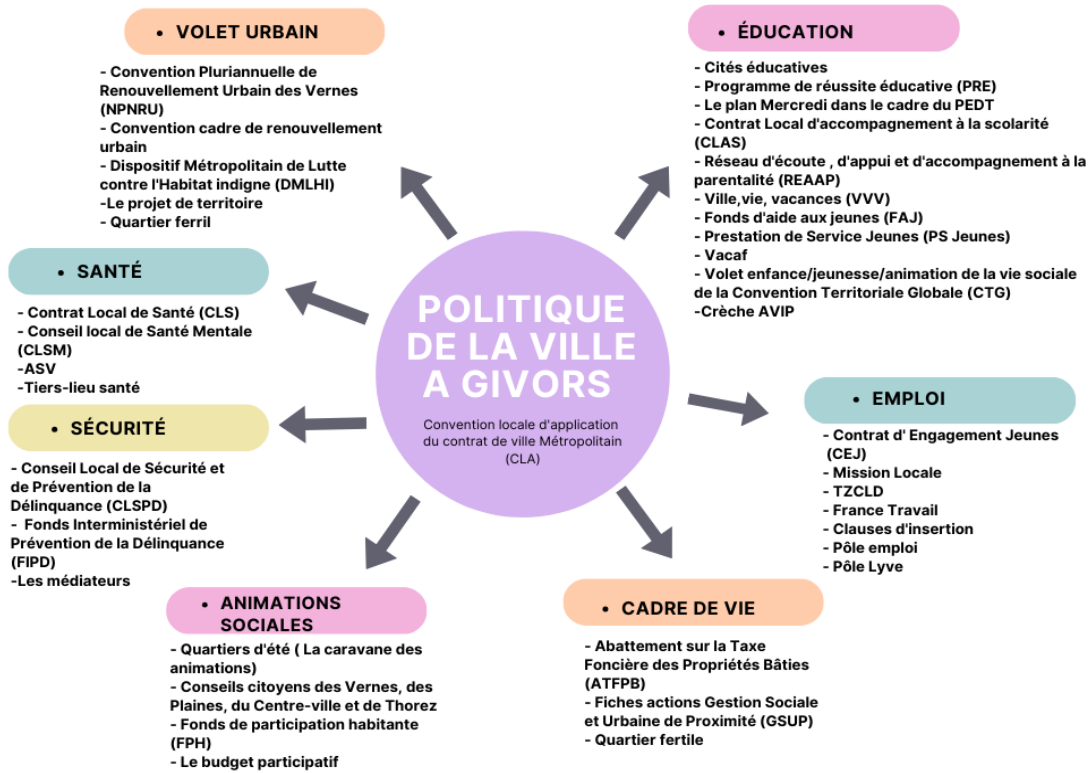 • VOLET URBAIN
- Convention Pluriannuelle de
Renouvellement Urbain des Vernes
(NPNRU)
- Convention cadre de renouvellement
urbain
- Dispositif Métropolitain de Lutte
contre l'Habitat indigne (DMLHI)
-Le projet de territoire
- Quartier ferril
• ÉDUCATION
- Cités éducatives
- Programme de réussite éducative (PRE)
- Le plan Mercredi dans le cadre du PEDT
- Contrat Local d'accompagnement à la scolarité
(CLAS)
- Réseau d'écoute , d'appui et d'accompagnement à la
parentalité (REAAP)
- Ville,vie, vacances (VVV)
- Fonds d'aide aux jeunes (FAJ)
- Prestation de Service Jeunes (PS Jeunes)
- Vacaf
- Volet enfance/jeunesse/animation de la vie sociale
de la Convention Territoriale Globale (CTG)
-Crèche AVIP
• SANTÉ
- Contrat Local de Santé (CLS)
- Conseil local de Santé Mentale
(CLSM)
-ASV
-Tiers-lieu santé
POLITIQUE
DE LA VILLE
A GIVORS
Convention locale d'application
du contrat de ville Métropolitain
(CLA)
• EMPLOI
- Contrat d' Engagement Jeunes
(CEJ)
- Mission Locale
- TZCLD
- France Travail
- Clauses d'insertion
- Pôle emploi
- Pôle Lyve
• SÉCURITÉ
- Conseil Local de Sécurité et
de Prévention de la
Délinquance (CLSPD)
- Fonds Interministériel de
Prévention de la Délinquance
(FIPD)
-Les médiateurs
• ANIMATIONS
SOCIALES
- Quartiers d'été ( La caravane des
animations)
- Conseils citoyens des Vernes, des
Plaines, du Centre-ville et de Thorez
- Fonds de participation habitante
(FPH)
- Le budget participatif
• CADRE DE VIE
- Abattement sur la Taxe
Foncière des Propriétés Bâties
(ATFPB)
- Fiches actions Gestion Sociale
et Urbaine de Proximité (GSUP)
- Quartier fertile